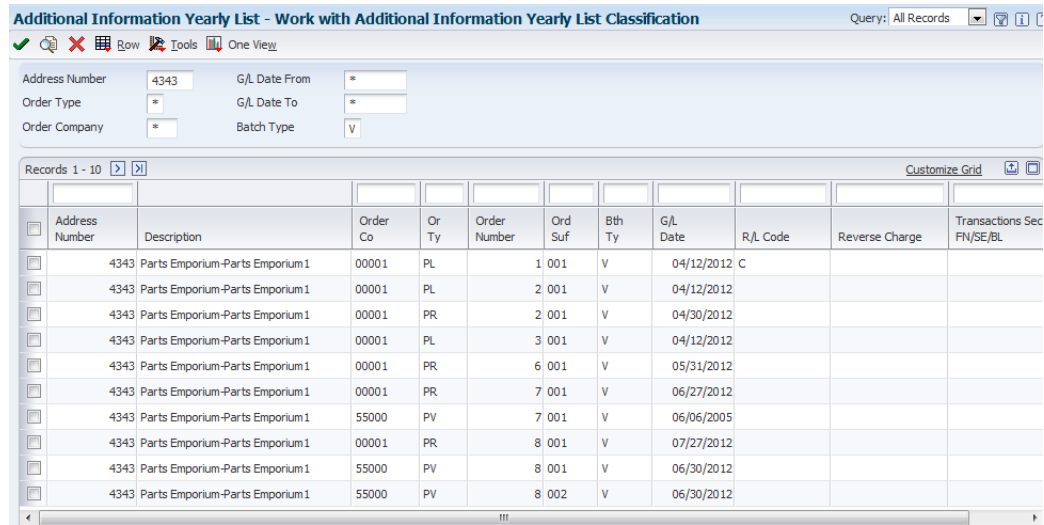 Additional Information Yearly List - Work with Additional Information Yearly List Classification Query: All Records
Row Tools One View
Address Number 4343 G/L Date From *
Order Type * G/L Date To *
Order Company * Batch Type V
Records 1 - 10 Customize Grid
Address Number Description Order Co Or Ty Order Number Ord Suf Bth Ty G/L Date R/L Code Reverse Charge Transactions Sec FN/SE/BL
4343 Parts Emporium-Parts Emporium1 00001 PL 1 001 V 04/12/2012 C
4343 Parts Emporium-Parts Emporium1 00001 PL 2 001 V 04/12/2012
4343 Parts Emporium-Parts Emporium1 00001 PR 2 001 V 04/30/2012
4343 Parts Emporium-Parts Emporium1 00001 PL 3 001 V 04/12/2012
4343 Parts Emporium-Parts Emporium1 00001 PR 6 001 V 05/31/2012
4343 Parts Emporium-Parts Emporium1 00001 PR 7 001 V 06/27/2012
4343 Parts Emporium-Parts Emporium1 55000 PV 7 001 V 06/06/2005
4343 Parts Emporium-Parts Emporium1 00001 PR 8 001 V 07/27/2012
4343 Parts Emporium-Parts Emporium1 55000 PV 8 001 V 06/30/2012
4343 Parts Emporium-Parts Emporium1 55000 PV 8 002 V 06/30/2012